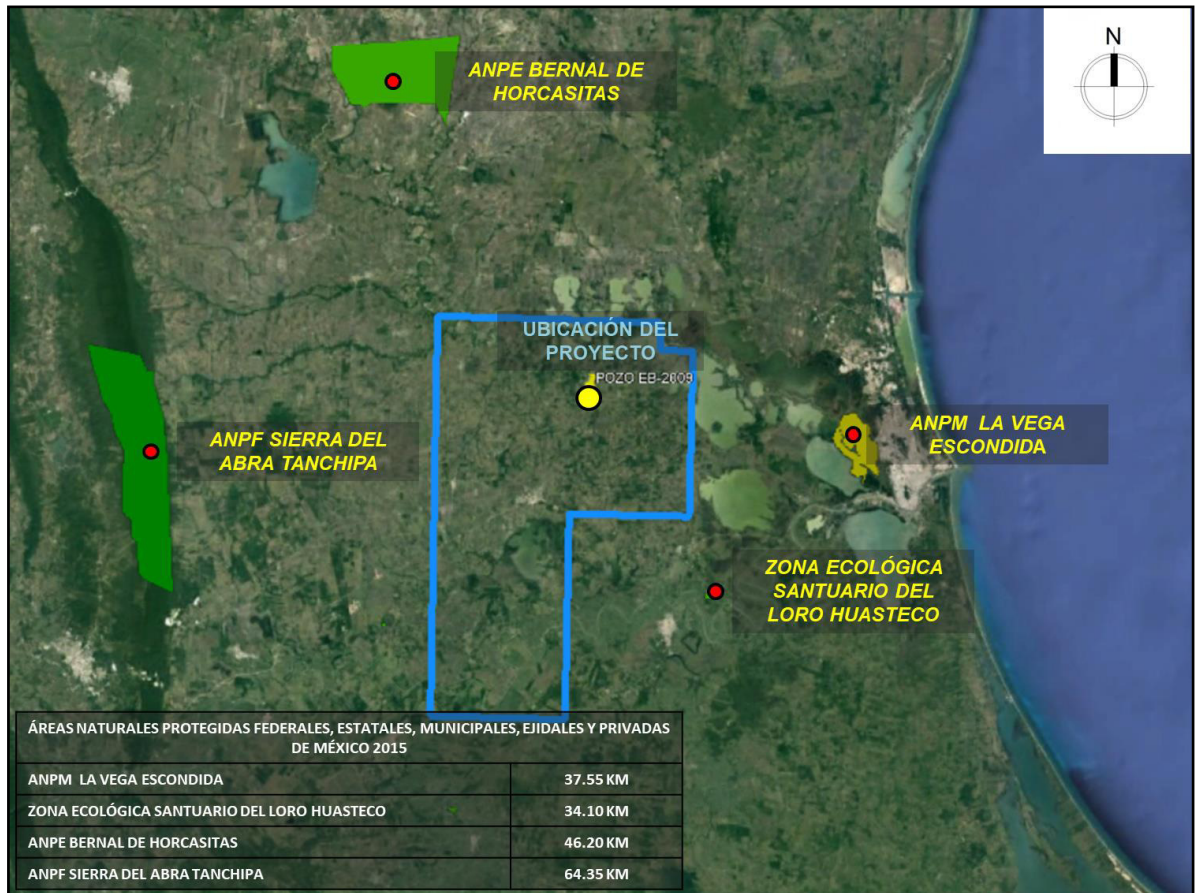 N
ANPE BERNAL DE
HORCASITAS
UBICACIÓN DEL
PROYECTO
POZO EB-2609
ANPF SIERRA DEL
ABRA TANCHIPA
ANPM LA VEGA
ESCONDIDA
ZONA ECOLÓGICA
SANTUARIO DEL
LORO HUASTECO
ÁREAS NATURALES PROTEGIDAS FEDERALES, ESTATALES, MUNICIPALES, EJIDALES Y PRIVADAS
DE MÉXICO 2015
ANPM LA VEGA ESCONDIDA 37.55 KM
ZONA ECOLÓGICA SANTUARIO DEL LORO HUASTECO 34.10 KM
ANPE BERNAL DE HORCASITAS 46.20 KM
ANPF SIERRA DEL ABRA TANCHIPA 64.35 KM